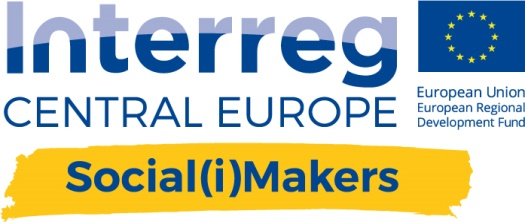 Interreg
CENTRAL EUROPE
European Union
European Regional
Development Fund
Social(i)Makers